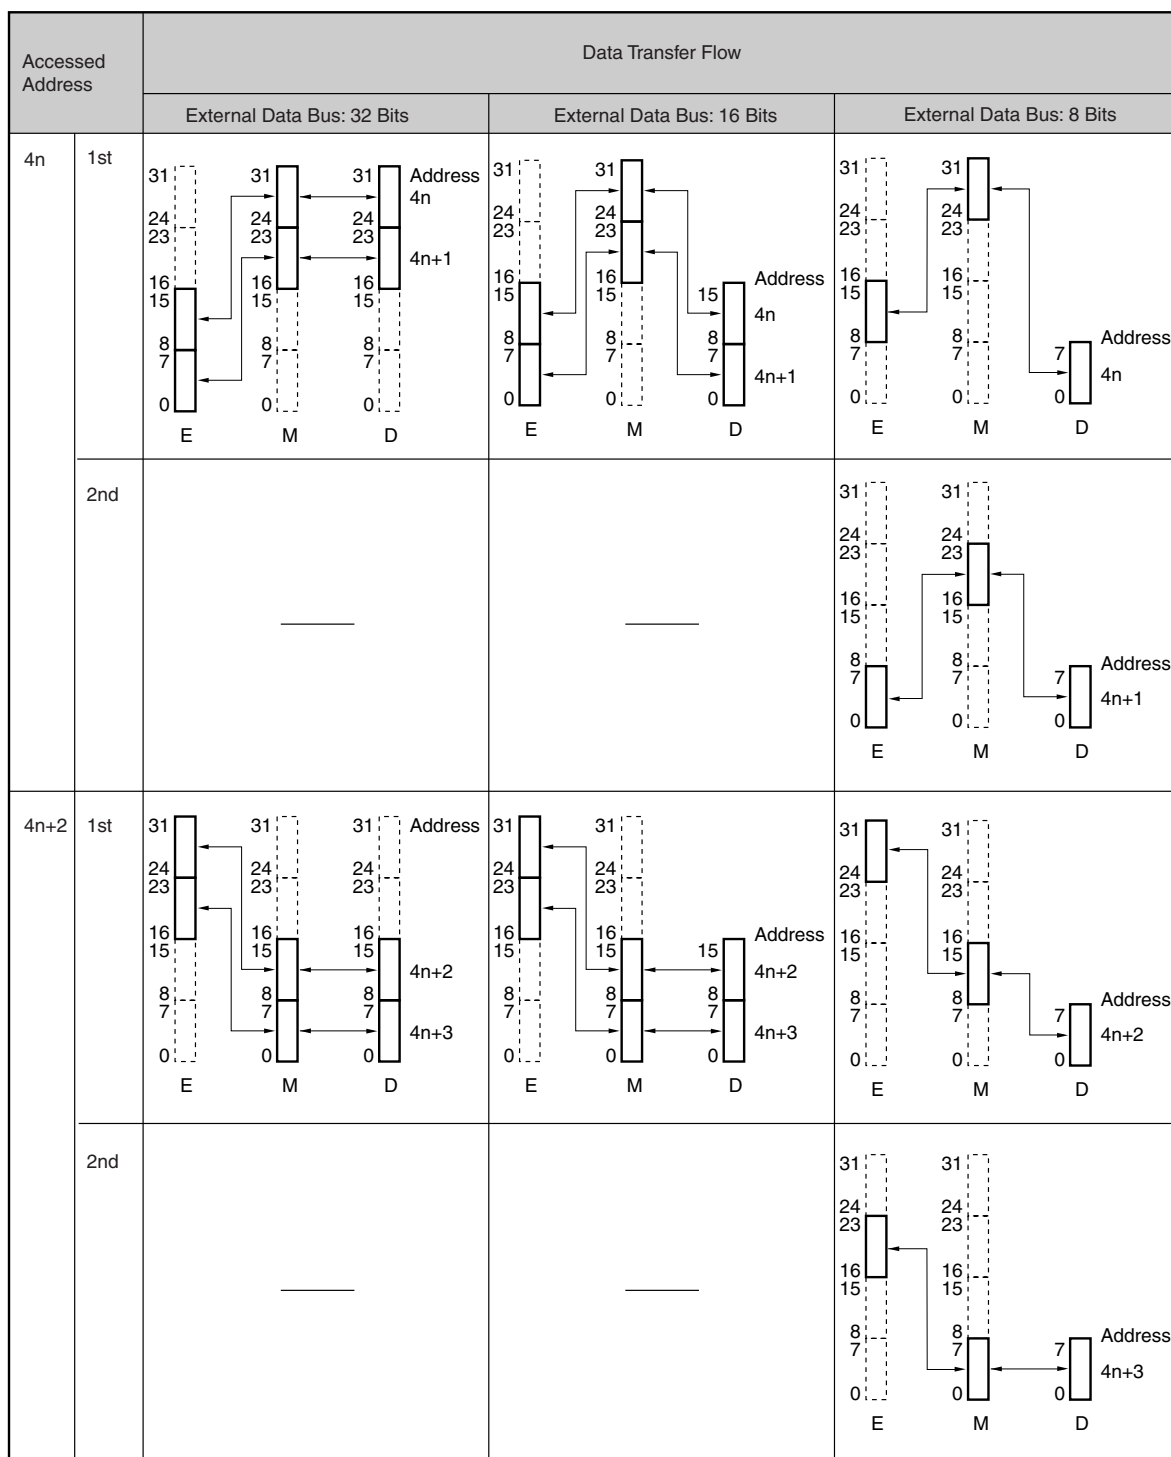 Accessed
Address
Data Transfer Flow
External Data Bus: 32 Bits
External Data Bus: 16 Bits
External Data Bus: 8 Bits
4n
1st
31 31 31 Address
4n
24 24 24
23 23 23
4n+1
16 16 16
15 15 15
8 8 8
7 7 7
0 0 0
E M D
31 31
24 24
23 23
16 16 Address
15 15 15
4n
8 8 8
7 7 7
4n+1
0 0 0
E M D
31 31
24 24
23 23
16 16
15 15
8 8 Address
7 7 7
4n
0 0 0
E M D
2nd
31 31
24 24
23 23
16 16
15 15
8 8 Address
7 7 7
4n+1
0 0 0
E M D
4n+2
1st
31 31 31 Address
24 24 24
23 23 23
16 16 16
15 15 15
4n+2
8 8 8
7 7 7
4n+3
0 0 0
E M D
31 31
24 24
23 23
16 16 Address
15 15 15
4n+2
8 8 8
7 7 7
4n+3
0 0 0
E M D
31 31
24 24
23 23
16 16
15 15
8 8 Address
7 7 7
4n+2
0 0 0
E M D
2nd
31 31
24 24
23 23
16 16
15 15
8 8 Address
7 7 7
4n+3
0 0 0
E M D